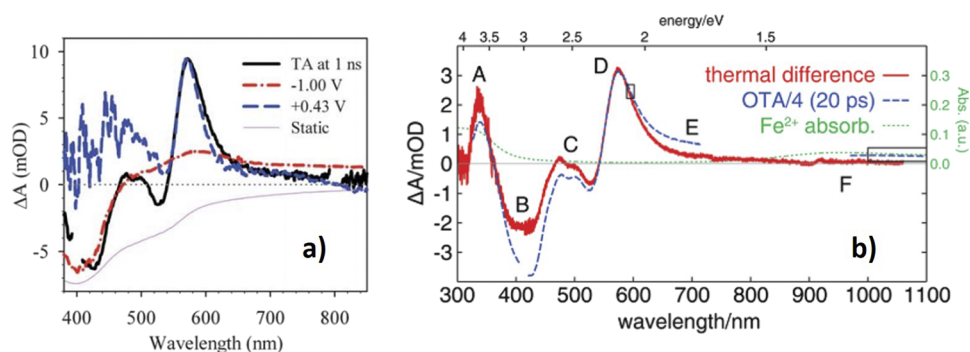 10
5
0
-5
ΔA (mOD)
TA at 1 ns
-1.00 V
+0.43 V
Static
a)
400 500 600 700 800
Wavelength (nm)
energy/eV
4 3.5 3 2.5 2 1.5
3
2
1
0
-1
-2
-3
ΔA/mOD
A
B
C
D
E
F
thermal difference
OTA/4 (20 ps)
Fe²⁺ absorb.
0.3
0.2
0.1
0.0
Abs. (a.u.)
b)
300 400 500 600 700 800 900 1000 1100
wavelength/nm